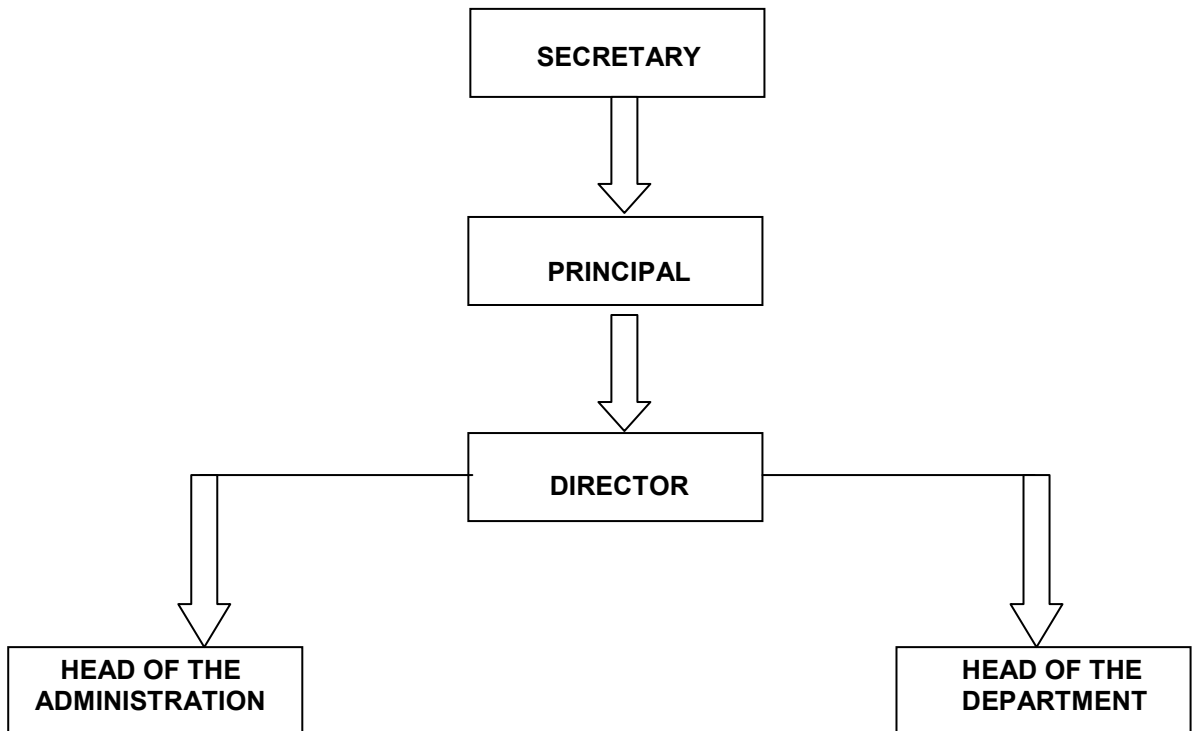 SECRETARY
PRINCIPAL
DIRECTOR
HEAD OF THE
ADMINISTRATION
HEAD OF THE
DEPARTMENT